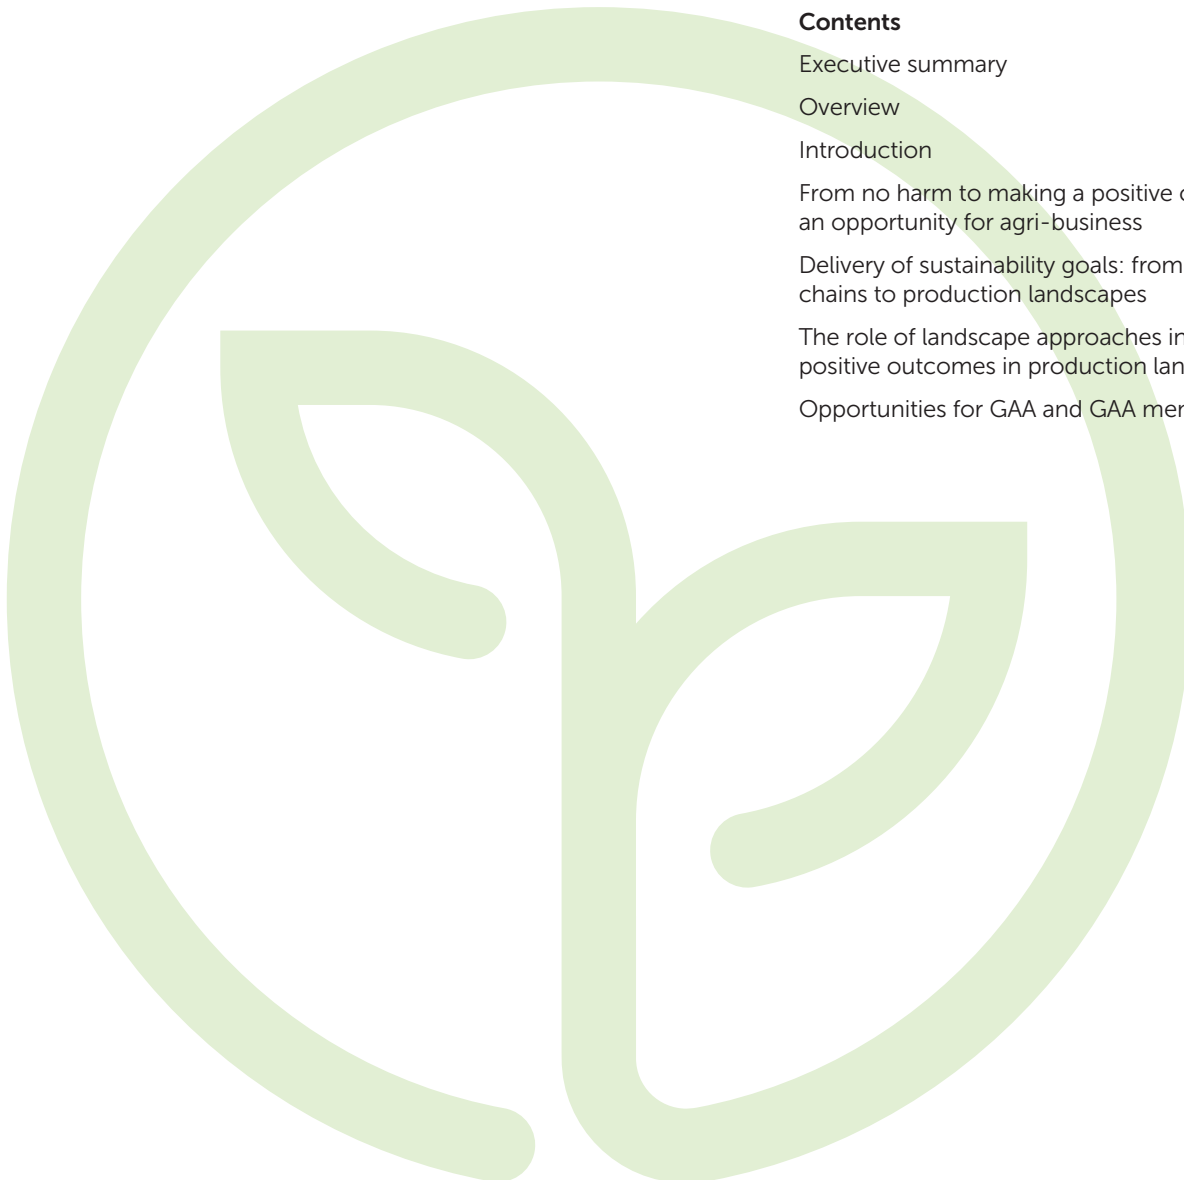 Contents
Executive summary
Overview
Introduction
From no harm to making a positive
an opportunity for agri-business
Delivery of sustainability goals: from
chains to production landscapes
The role of landscape approaches in
positive outcomes in production
Opportunities for GAA and GAA